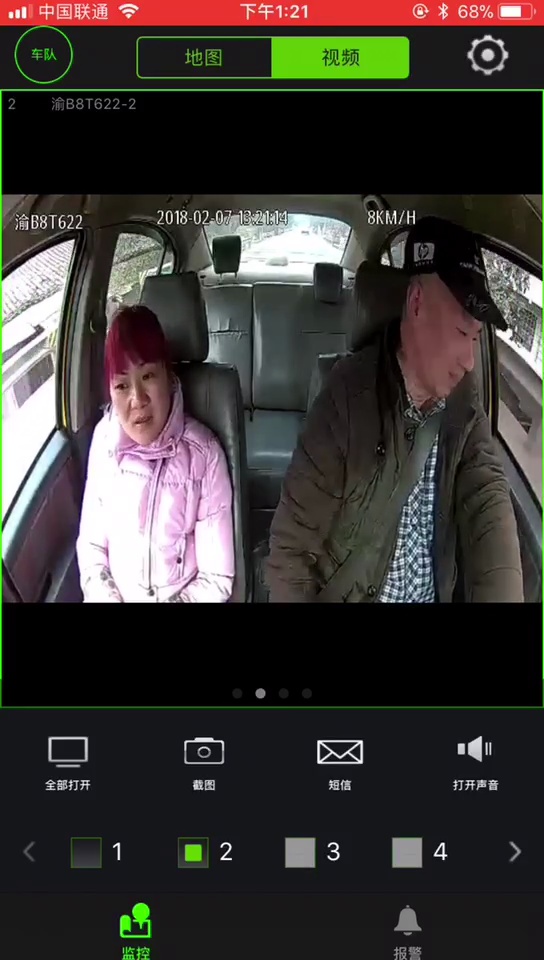 中国联通 下午1:21 68%
车队 地图 视频
2 渝B8T622-2
渝B8T622 2018-02-07 13:21:14 8KM/H
hp
全部打开 截图 短信 打开声音
1 2 3 4
监控 报警